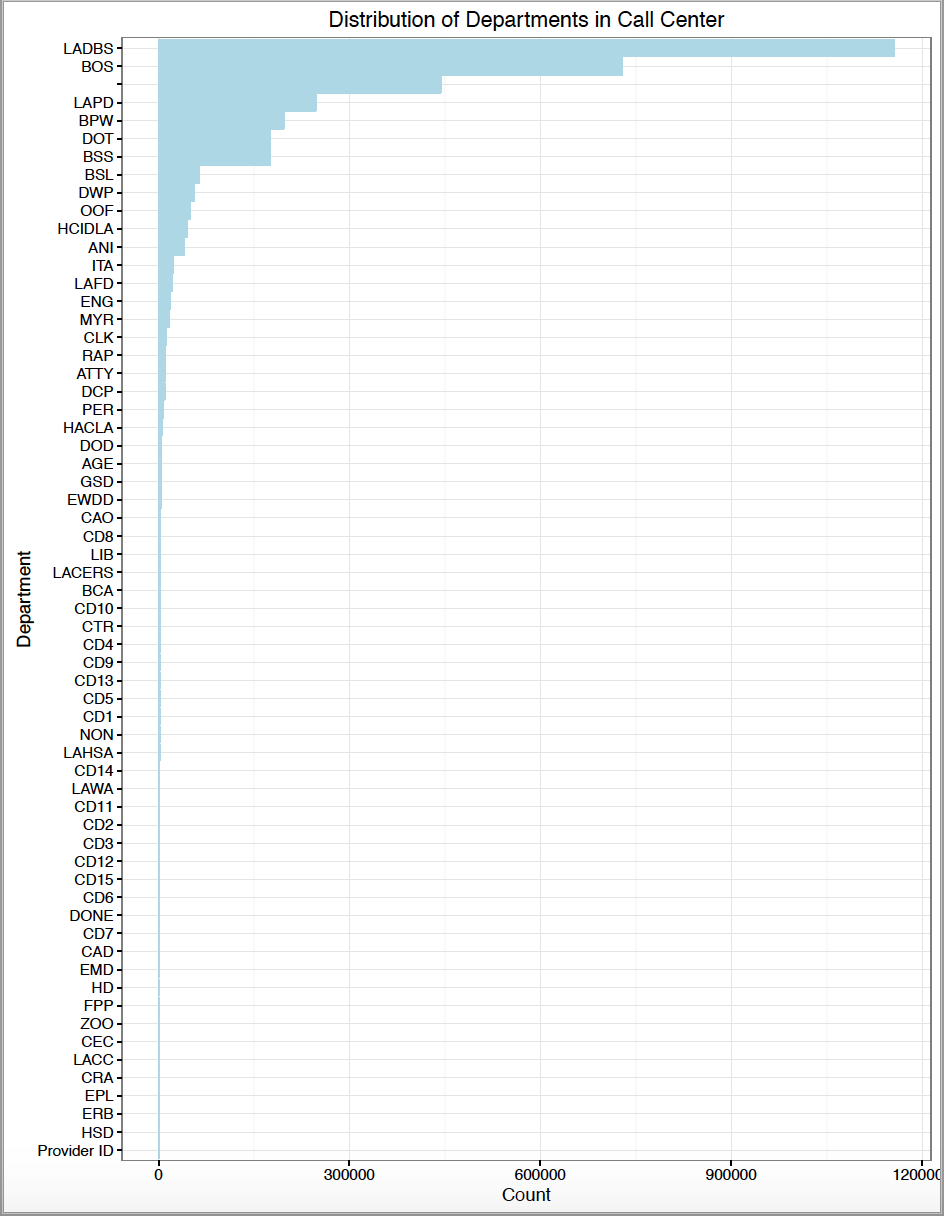 Distribution of Departments in Call Center
LADBS
BOS
LAPD
BPW
DOT
BSS
BSL
DWP
OOF
HCIDLA
ANI
ITA
LAFD
ENG
MYR
CLK
RAP
ATTY
DCP
PER
HACLA
DOD
AGE
GSD
EWDD
CAO
CD8
LIB
LACERS
BCA
CD10
CTR
CD4
CD9
CD13
CD5
CD1
NON
LAHSA
CD14
LAWA
CD11
CD2
CD3
CD12
CD15
CD6
DONE
CD7
CAD
EMD
HD
FPP
ZOO
CEC
LACC
CRA
EPL
ERB
HSD
Provider ID
Department
0 300000 600000 900000 120000
Count